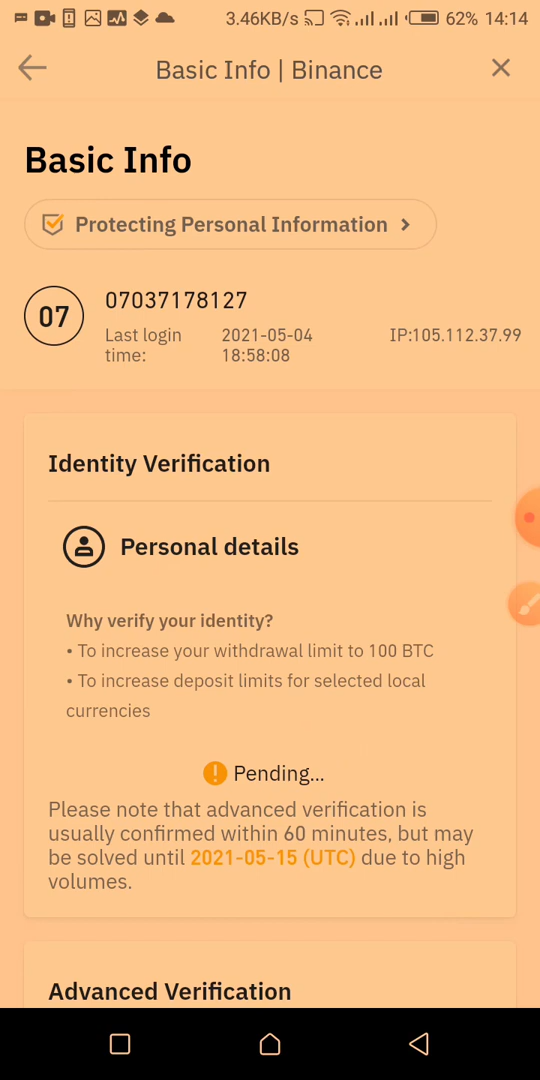 3.46KB/s 62% 14:14
Basic Info | Binance
Basic Info
Protecting Personal Information
07
07037178127
Last login time: 2021-05-04 18:58:08 IP:105.112.37.99
Identity Verification
Personal details
Why verify your identity?
• To increase your withdrawal limit to 100 BTC
• To increase deposit limits for selected local
currencies
Pending...
Please note that advanced verification is
usually confirmed within 60 minutes, but may
be solved until 2021-05-15 (UTC) due to high
volumes.
Advanced Verification